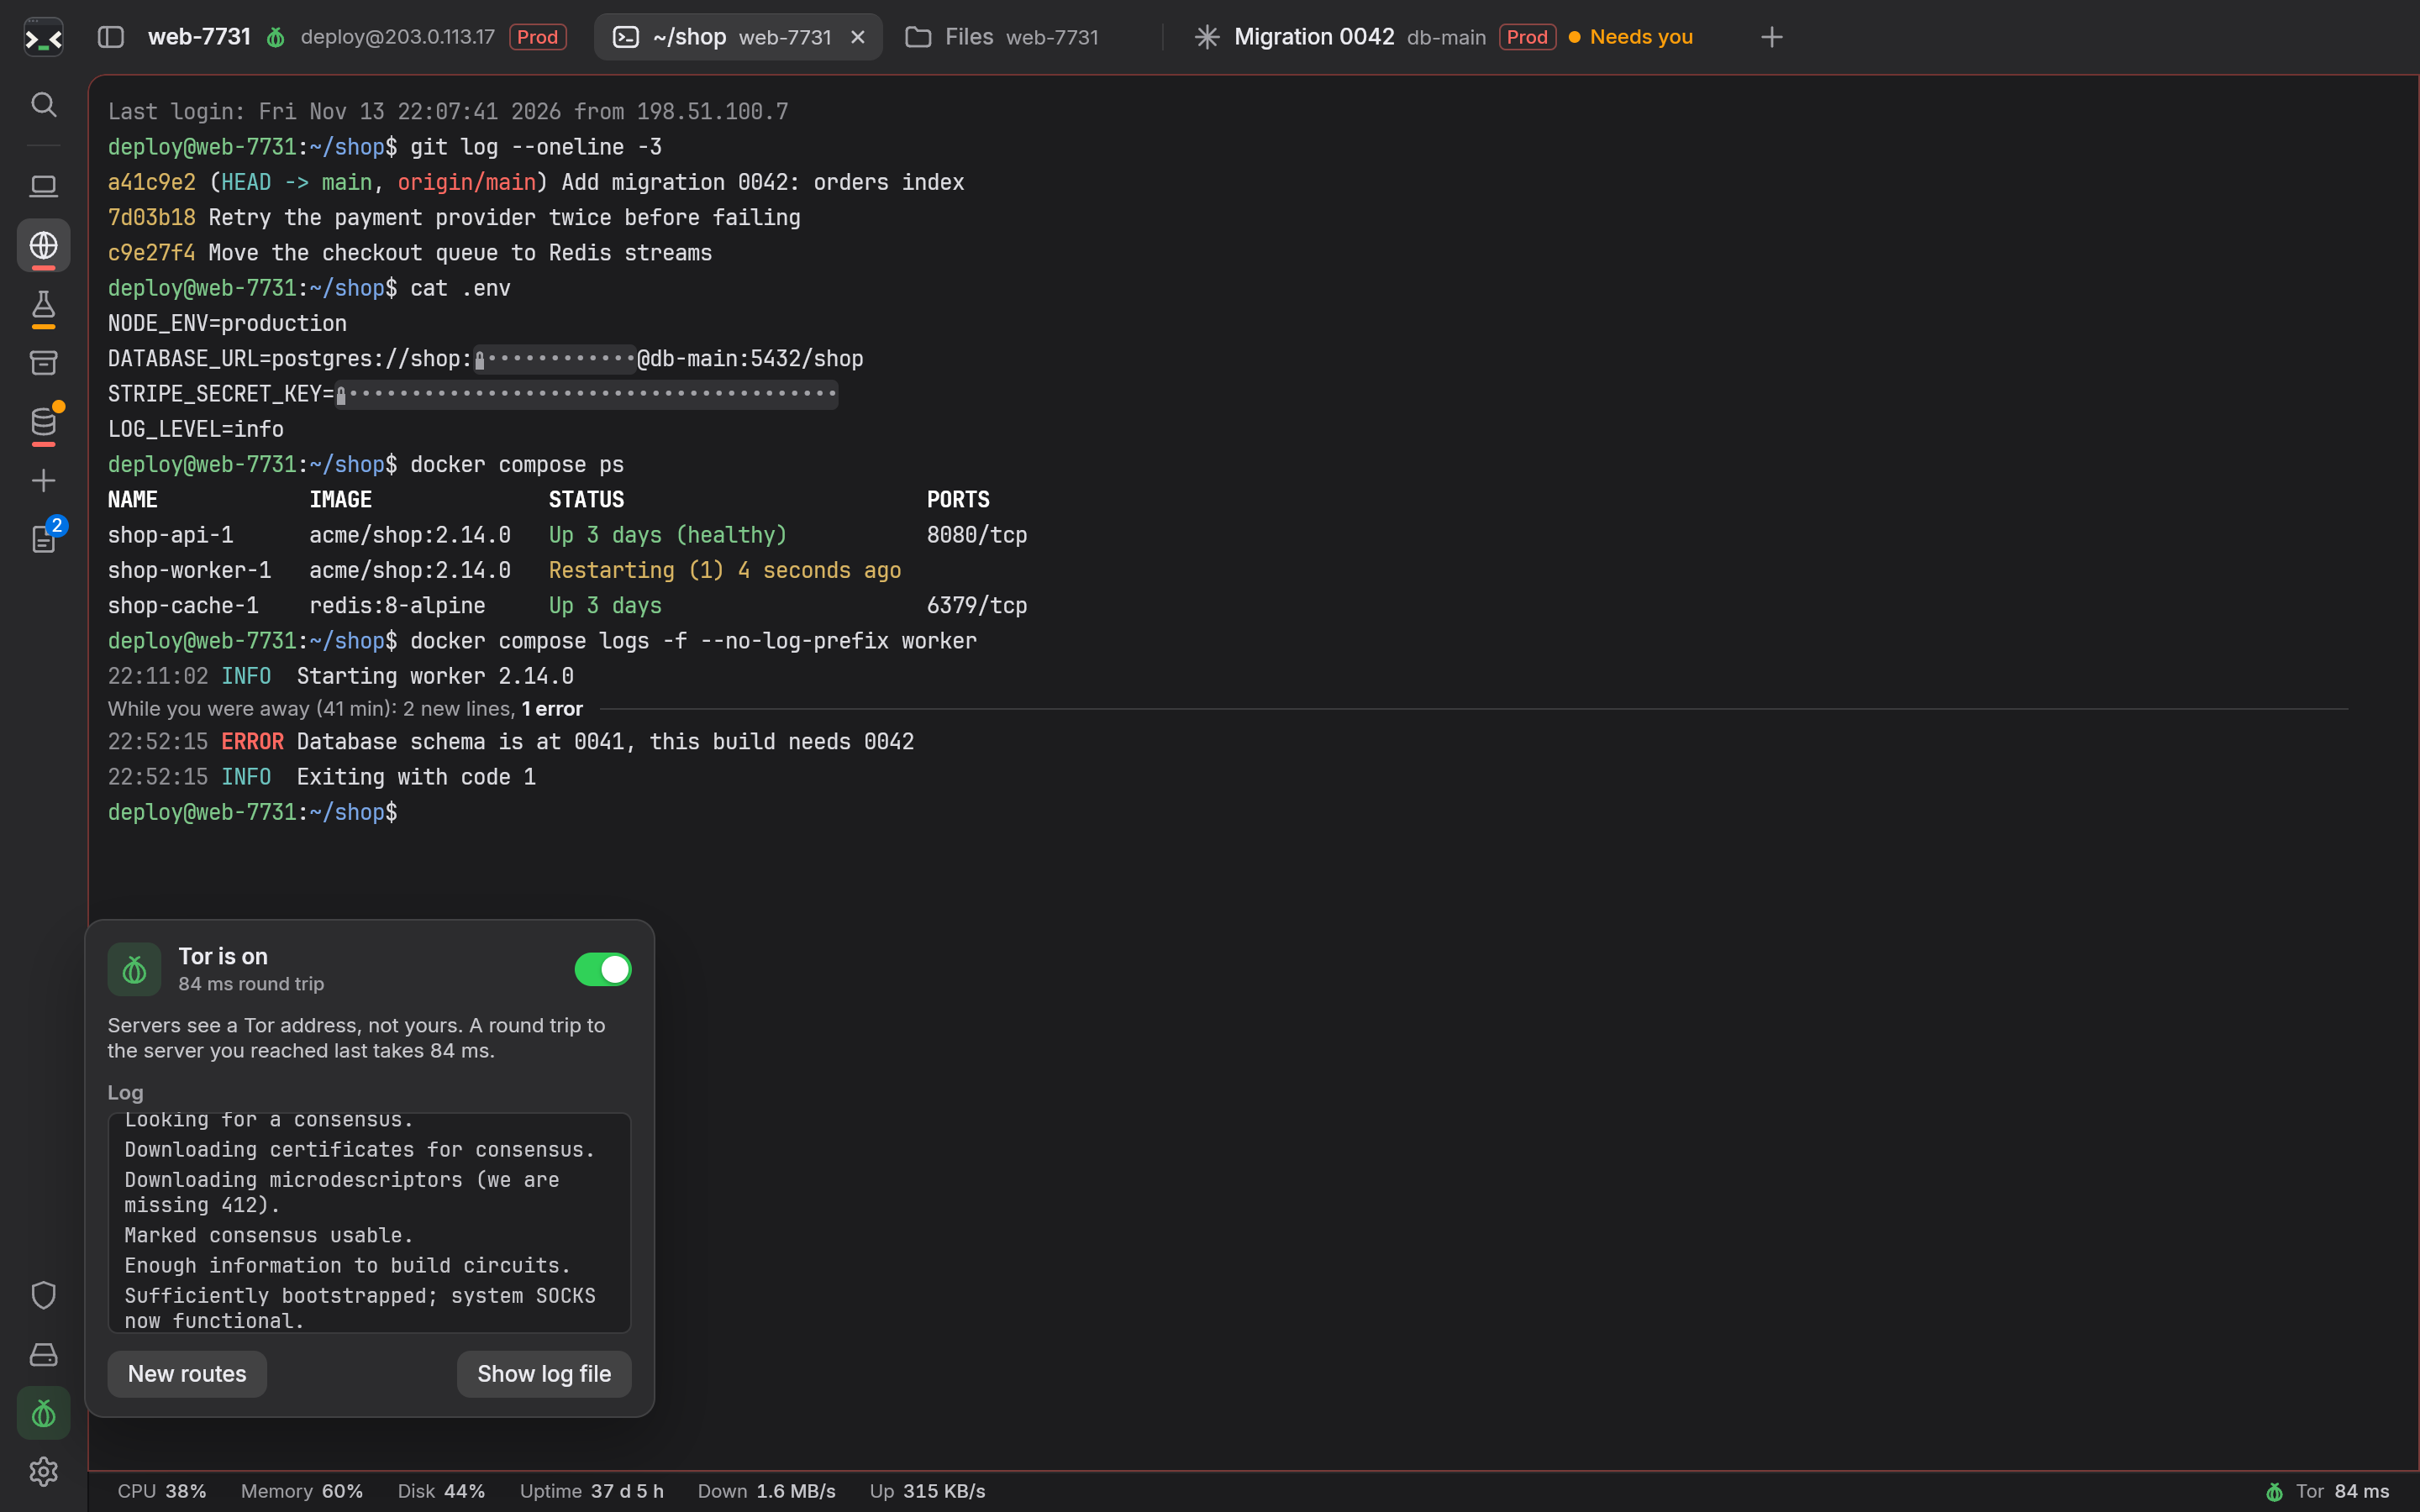 web-7731 deploy@203.0.113.17 Prod ~/shop web-7731 Files web-7731 Migration 0042 db-main Prod Needs you
Last login: Fri Nov 13 22:07:41 2026 from 198.51.100.7
deploy@web-7731:~/shop$ git log --oneline -3
a41c9e2 (HEAD -> main, origin/main) Add migration 0042: orders index
7d03b18 Retry the payment provider twice before failing
c9e27f4 Move the checkout queue to Redis streams
deploy@web-7731:~/shop$ cat .env
NODE_ENV=production
DATABASE_URL=postgres://shop:••••••••••••@db-main:5432/shop
STRIPE_SECRET_KEY=•••••••••••••••••••••••••••••••••••••••
LOG_LEVEL=info
deploy@web-7731:~/shop$ docker compose ps
NAME IMAGE STATUS PORTS
shop-api-1 acme/shop:2.14.0 Up 3 days (healthy) 8080/tcp
shop-worker-1 acme/shop:2.14.0 Restarting (1) 4 seconds ago
shop-cache-1 redis:8-alpine Up 3 days 6379/tcp
deploy@web-7731:~/shop$ docker compose logs -f --no-log-prefix worker
22:11:02 INFO Starting worker 2.14.0
While you were away (41 min): 2 new lines, 1 error
22:52:15 ERROR Database schema is at 0041, this build needs 0042
22:52:15 INFO Exiting with code 1
deploy@web-7731:~/shop$
2
Tor is on
84 ms round trip
Servers see a Tor address, not yours. A round trip to
the server you reached last takes 84 ms.
Log
Looking for a consensus.
Downloading certificates for consensus.
Downloading microdescriptors (we are
missing 412).
Marked consensus usable.
Enough information to build circuits.
Sufficiently bootstrapped; system SOCKS
now functional.
New routes Show log file
CPU 38% Memory 60% Disk 44% Uptime 37 d 5 h Down 1.6 MB/s Up 315 KB/s Tor 84 ms